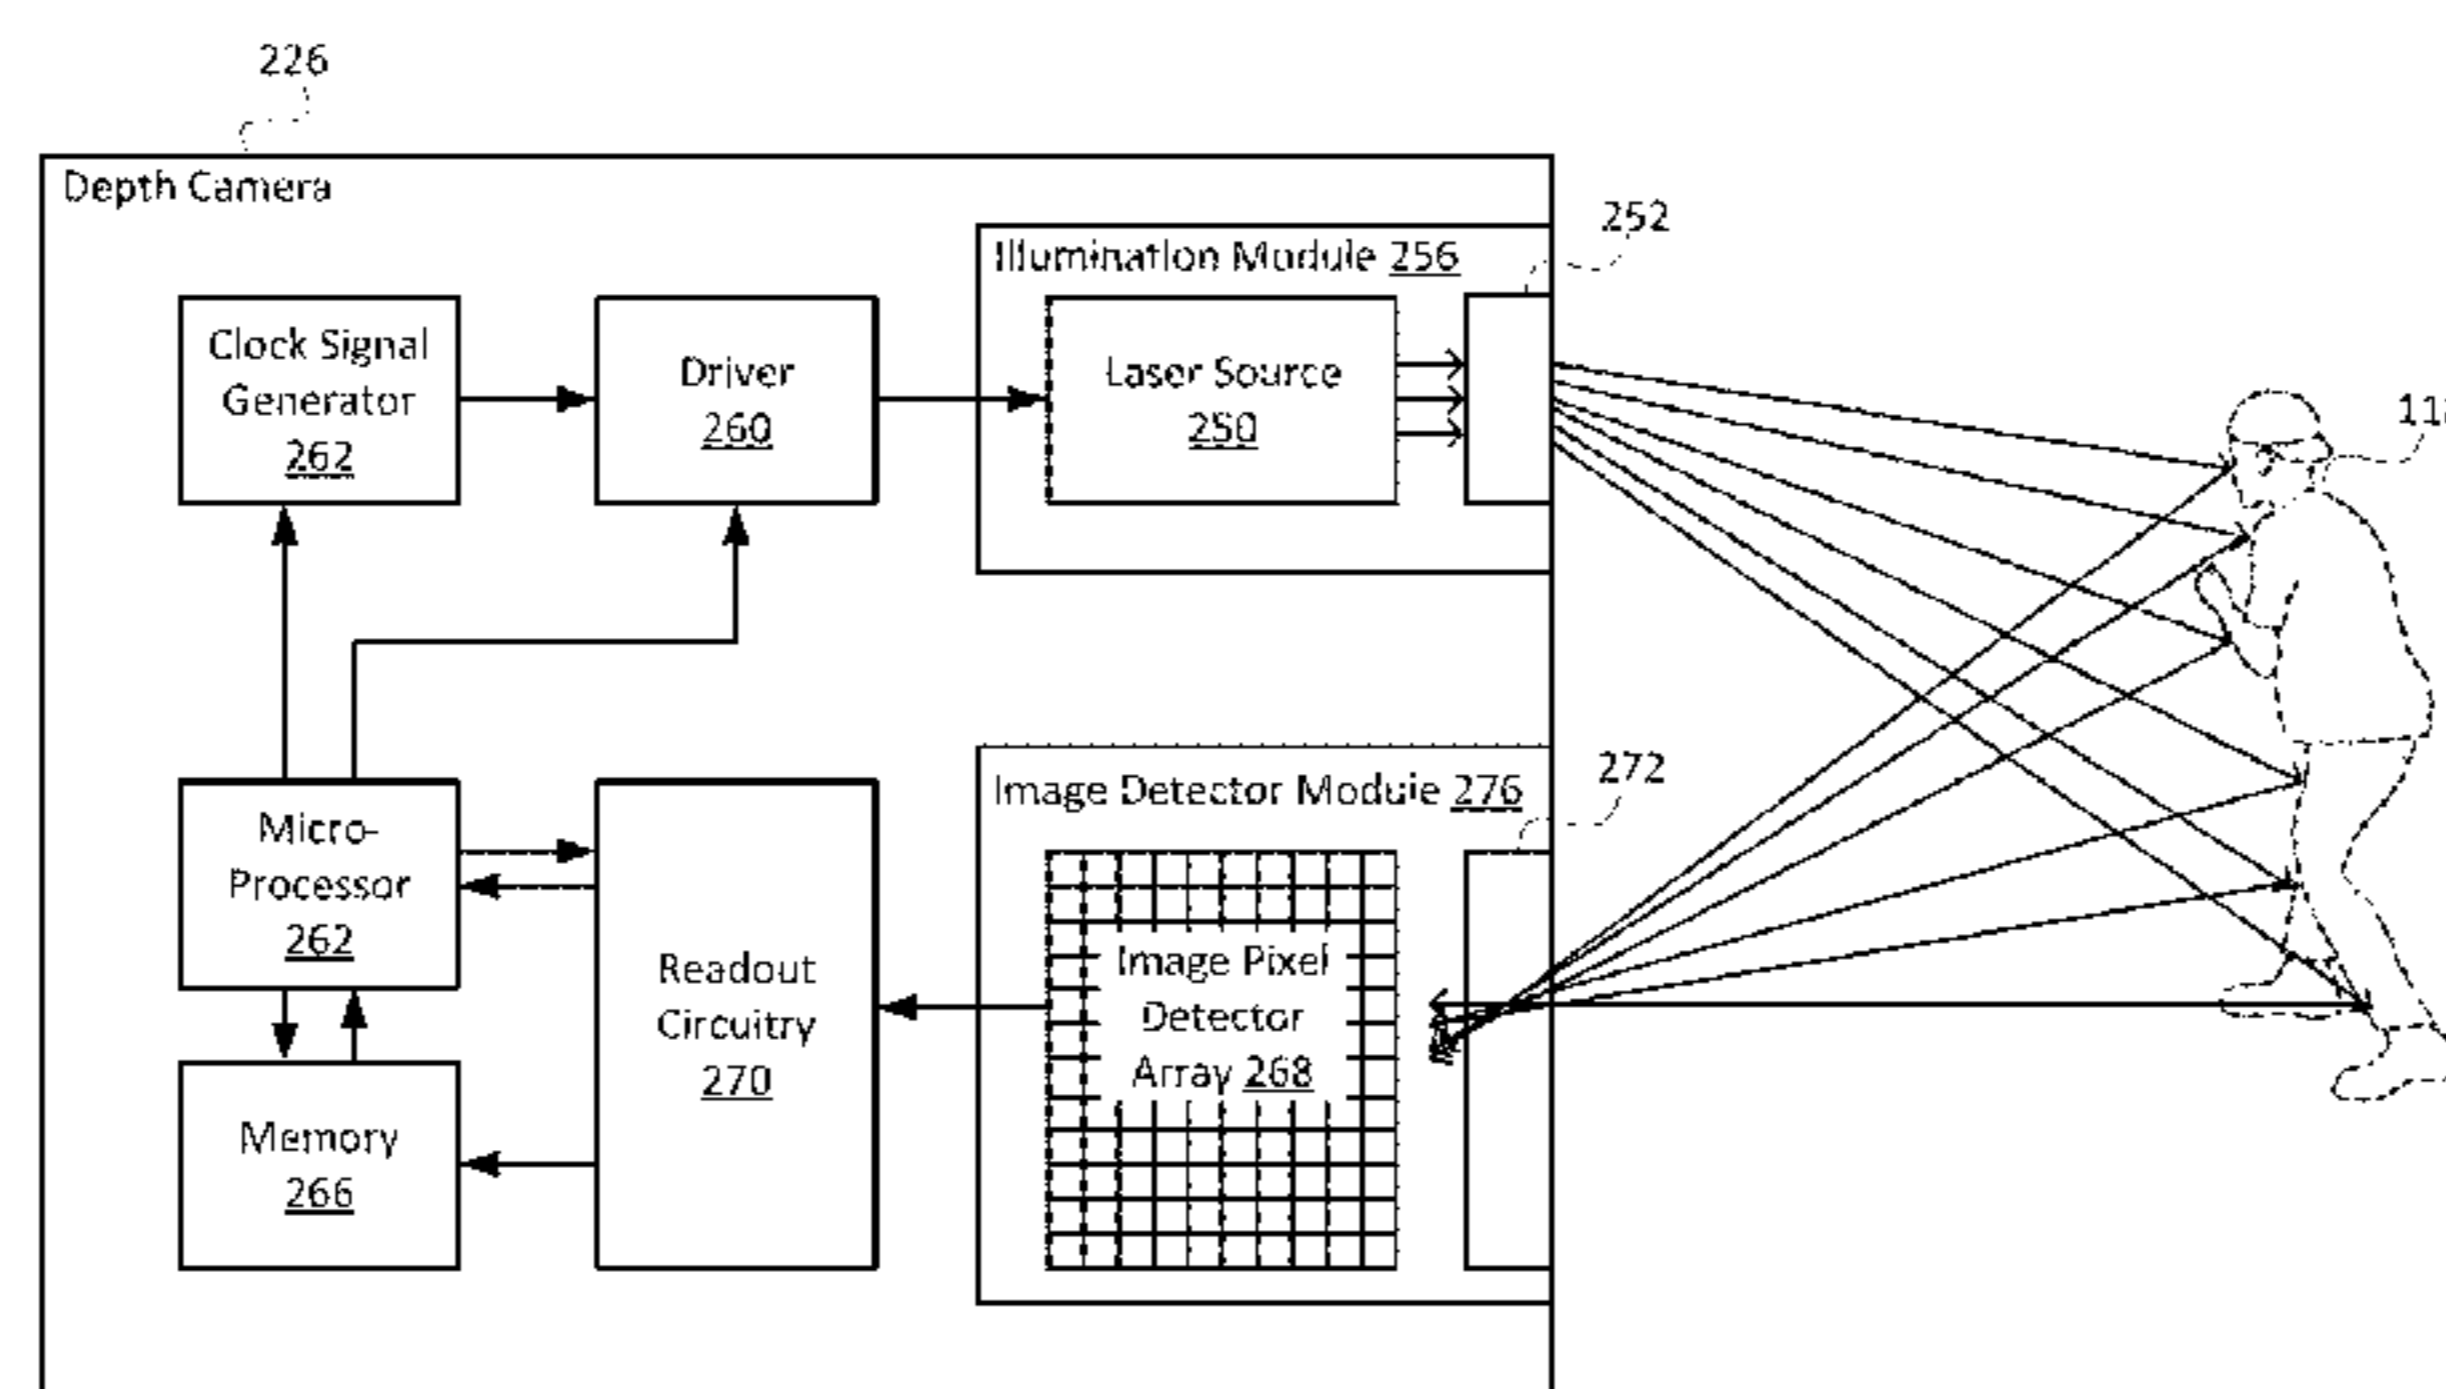 226
Depth Camera
252
Illumination Module 256
Clock Signal
Generator
262
Driver
260
Laser Source
250
272
Image Detector Module 276
Micro-
Processor
262
Readout
Circuitry
270
Image Pixel
Detector
Array 268
Memory
266